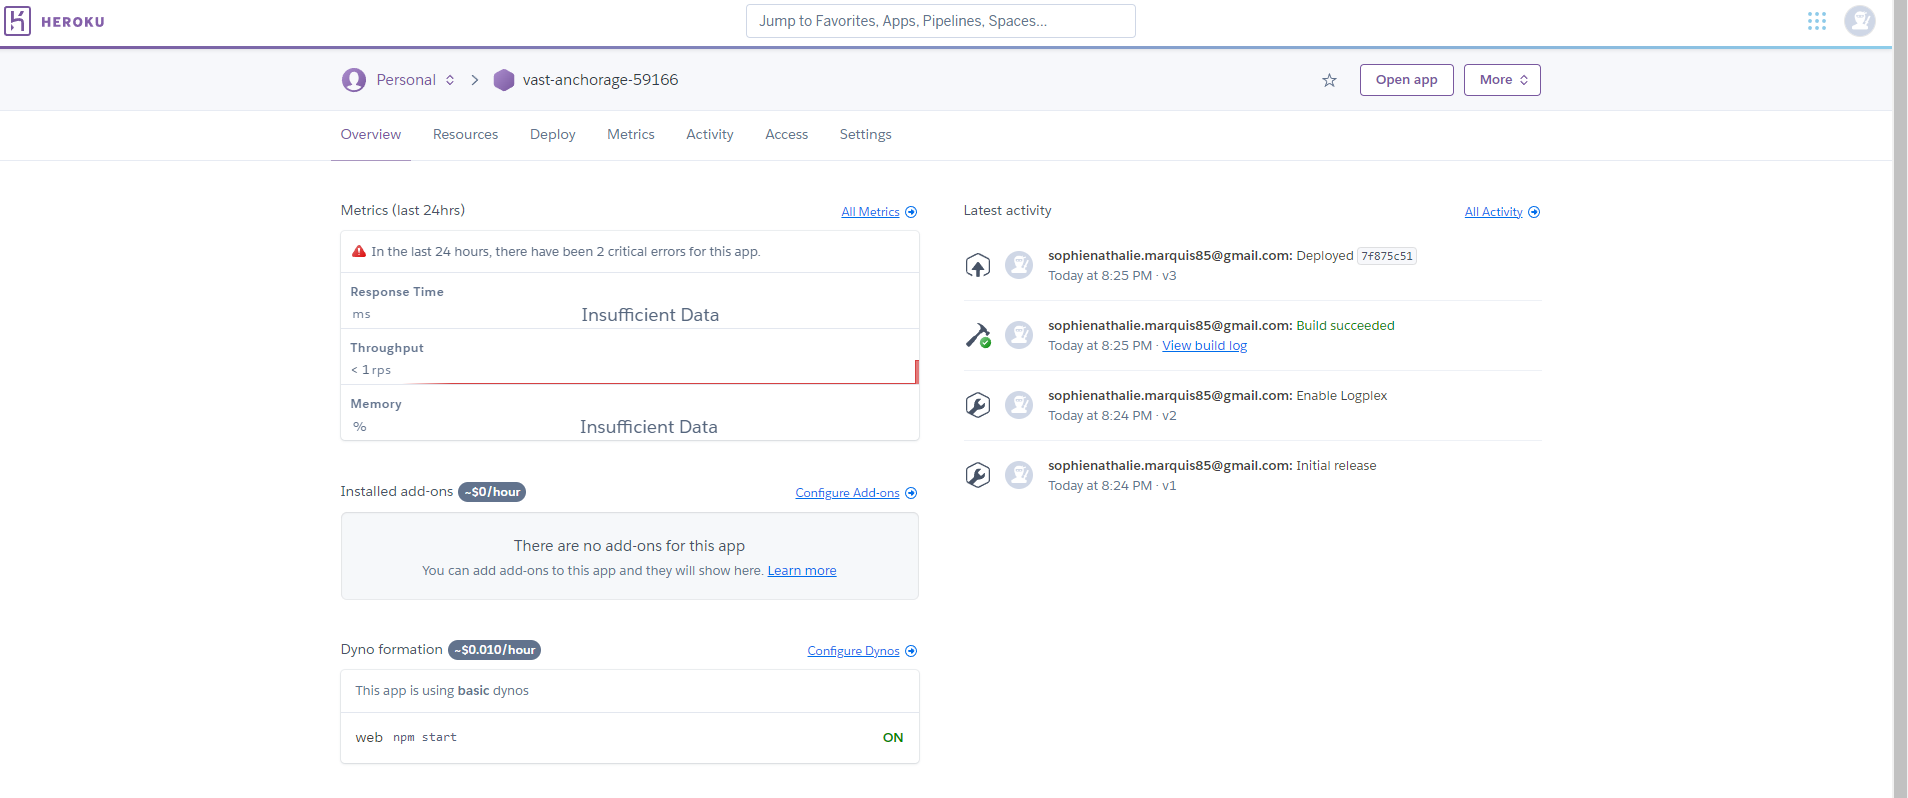 HEROKU
Jump to Favorites, Apps, Pipelines, Spaces...
Personal
vast-anchorage-59166
Open app
More
Overview
Resources
Deploy
Metrics
Activity
Access
Settings
Metrics (last 24hrs)
All Metrics
In the last 24 hours, there have been 2 critical errors for this app.
Response Time
ms
Insufficient Data
Throughput
< 1 rps
Memory
%
Insufficient Data
Installed add-ons ~$0/hour
Configure Add-ons
There are no add-ons for this app
You can add add-ons to this app and they will show here. Learn more
Dyno formation ~$0.010/hour
Configure Dynos
This app is using basic dynos
web npm start
ON
Latest activity
All Activity
sophienathalie.marquis85@gmail.com: Deployed 7f875c51
Today at 8:25 PM · v3
sophienathalie.marquis85@gmail.com: Build succeeded
Today at 8:25 PM · View build log
sophienathalie.marquis85@gmail.com: Enable Logplex
Today at 8:24 PM · v2
sophienathalie.marquis85@gmail.com: Initial release
Today at 8:24 PM · v1